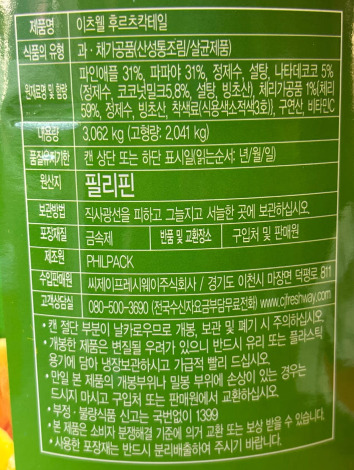 제품명 이츠웰 후르츠칵테일
식품의 유형 과·채가공품(산성통조림/살균제품)
원재료명 및 함량 파인애플 31%, 파파야 31%, 정제수, 설탕, 나타데코코 5%
(정제수, 코코넛밀크5.8%, 설탕, 빙초산), 체리가공품 1%(체리
59%, 정제수, 빙초산, 착색료(식용색소적색3호)), 구연산, 비타민C
내용량 3,062 kg (고형량: 2,041 kg)
품질유지기한 캔 상단 또는 하단 표시일(읽는순서: 년/월/일)
원산지 필리핀
보관방법 직사광선을 피하고 그늘지고 서늘한 곳에 보관하십시오.
포장재질 금속제 반품 및 교환장소 구입처 및 판매원
제조원 PHILPACK
수입판매원 씨제이프레시웨이주식회사 / 경기도 이천시 마장면 덕평로 811
고객상담실 080-500-3690 (전국수신자요금부담무료전화) www.cjfreshway.com
• 캔 절단 부분이 날카로우므로 개봉, 보관 및 폐기 시 주의하십시오.
• 개봉한 제품은 변질될 우려가 있으니 반드시 유리 또는 플라스틱
용기에 담아 냉장보관하시고 가급적 빨리 드십시오.
• 만일 본 제품의 개봉부위나 밀봉 부위에 손상이 있는 경우는
드시지 마시고 구입처 또는 판매원에서 교환하십시오.
• 부정·불량식품 신고는 국번없이 1399
• 본 제품은 소비자 분쟁해결 기준에 의거 교환 또는 보상 받을 수 있습니다.
• 사용한 포장재는 반드시 분리배출하여 주시기 바랍니다.